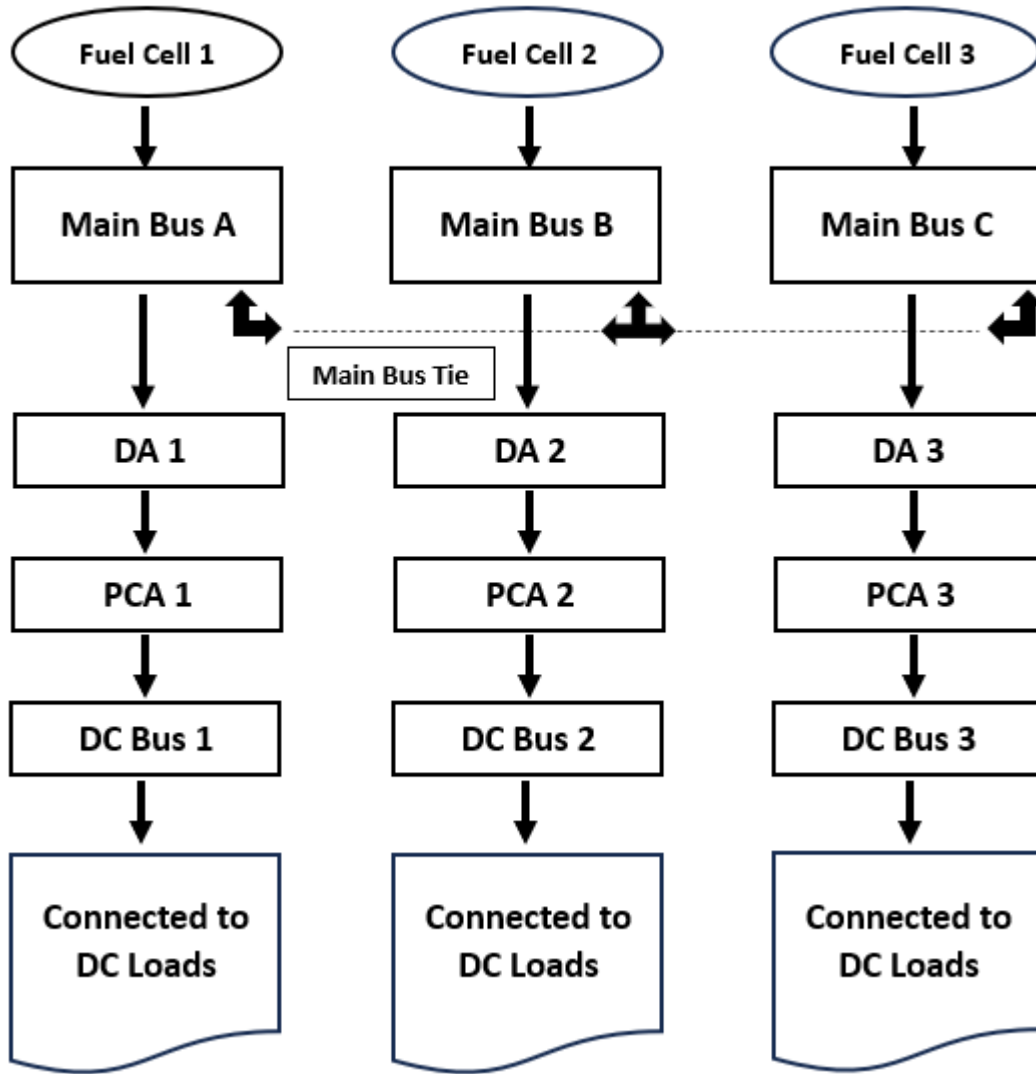 Fuel Cell 1
Fuel Cell 2
Fuel Cell 3
Main Bus A
Main Bus B
Main Bus C
Main Bus Tie
DA 1
DA 2
DA 3
PCA 1
PCA 2
PCA 3
DC Bus 1
DC Bus 2
DC Bus 3
Connected to
DC Loads
Connected to
DC Loads
Connected to
DC Loads